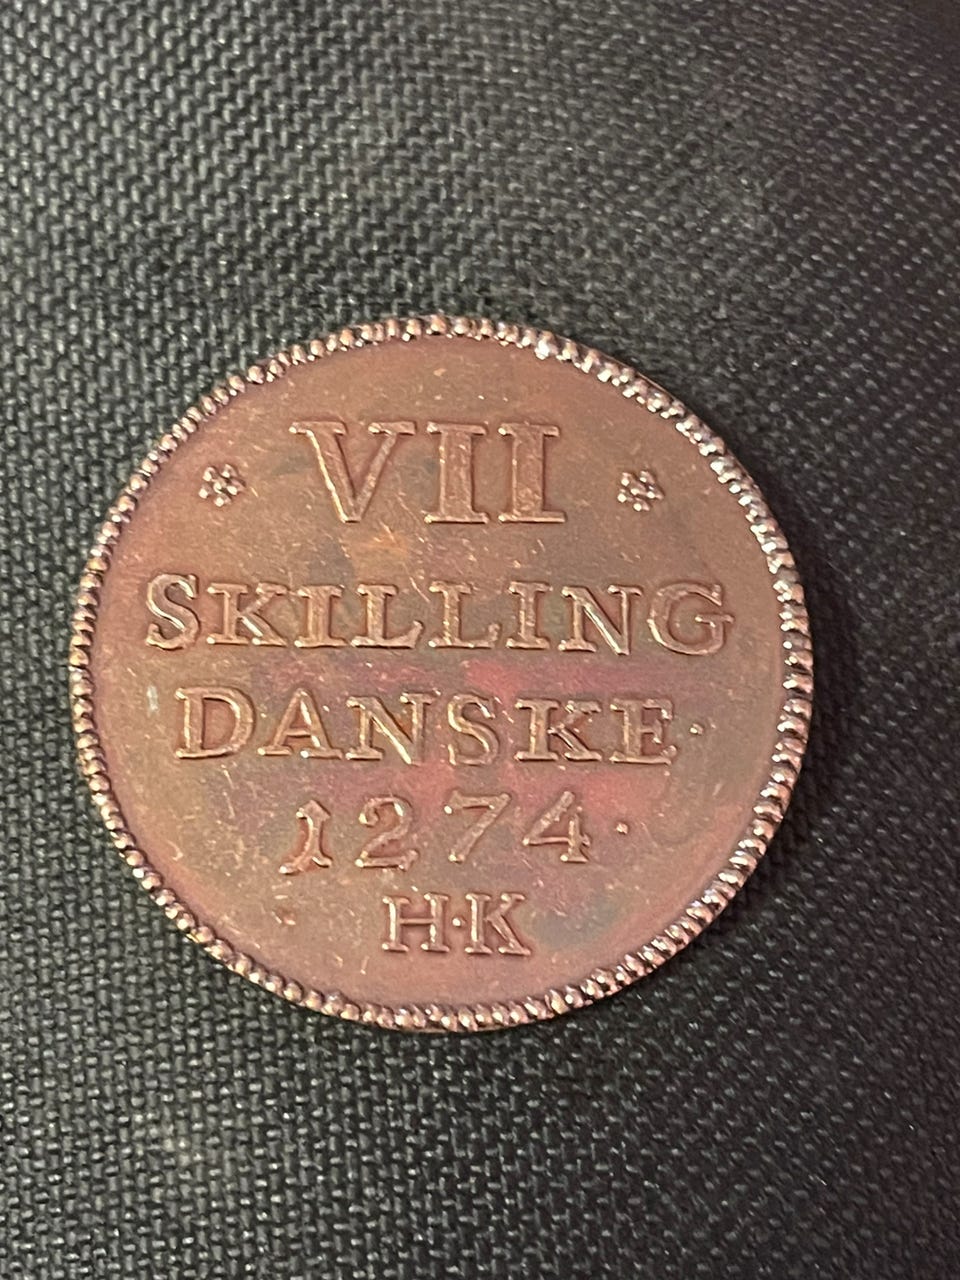 VII
SKILLING
DANSKE·
1274·
H·K